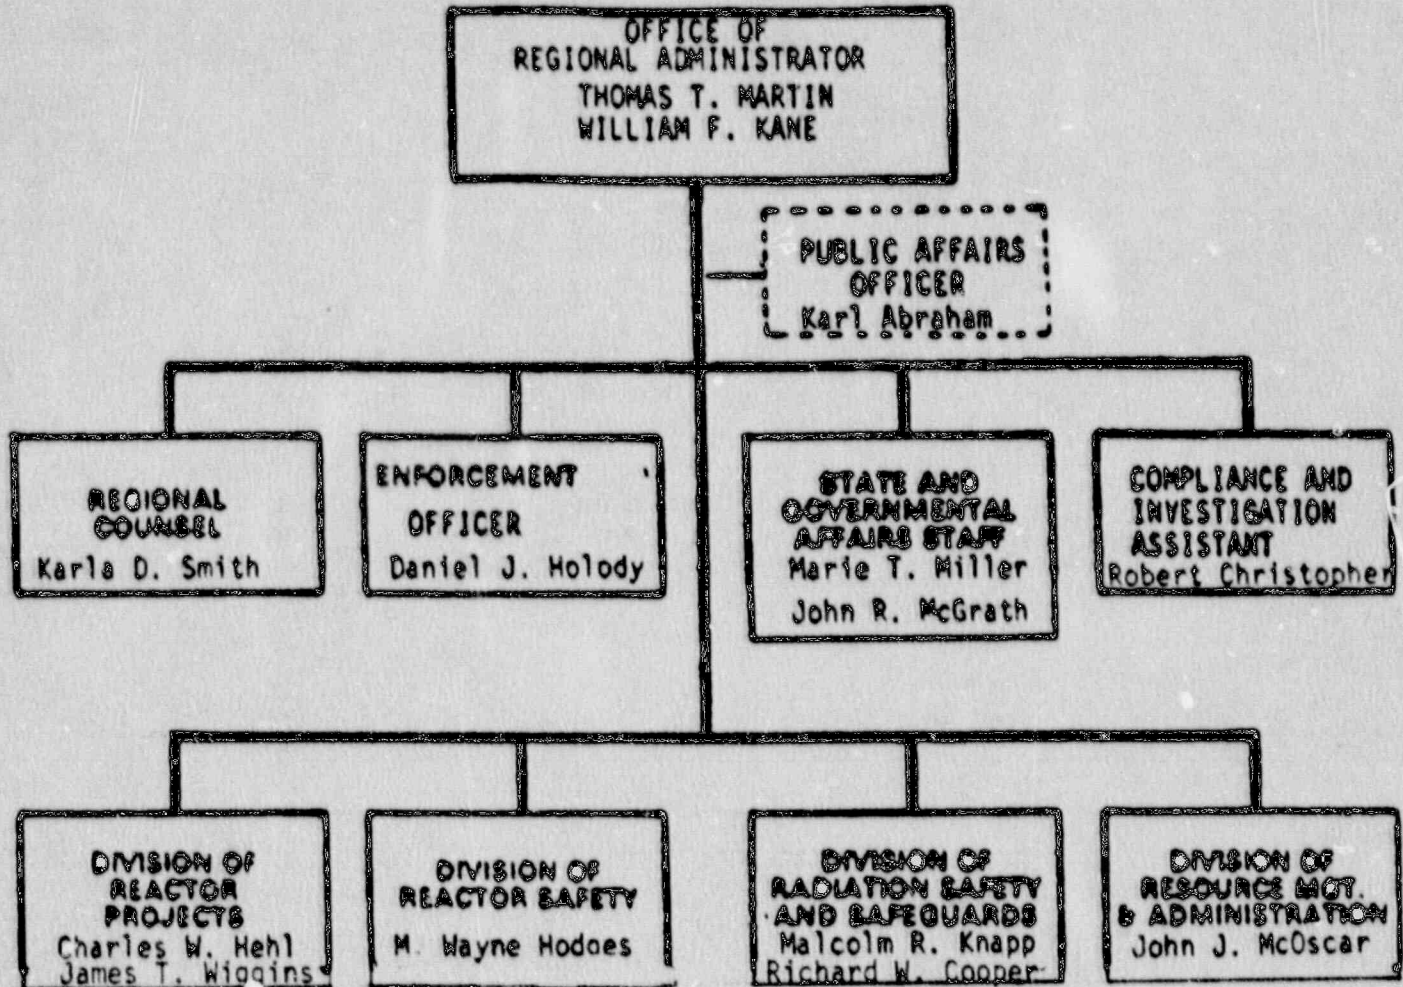 OFFICE OF
REGIONAL ADMINISTRATOR
THOMAS T. MARTIN
WILLIAM F. KANE
PUBLIC AFFAIRS
OFFICER
Karl Abraham
REGIONAL
COUNSEL
Karla D. Smith
ENFORCEMENT
OFFICER
Daniel J. Holody
STATE AND
GOVERNMENTAL
AFFAIRS STAFF
Marie T. Miller
John R. McGrath
COMPLIANCE AND
INVESTIGATION
ASSISTANT
Robert Christopher
DIVISION OF
REACTOR
PROJECTS
Charles W. Hehl
James T. Wiggins
DIVISION OF
REACTOR SAFETY
M. Wayne Hodges
DIVISION OF
RADIATION SAFETY
AND SAFEGUARDS
Malcolm R. Knapp
Richard W. Cooper
DIVISION OF
RESOURCE MGT.
& ADMINISTRATION
John J. McOscar